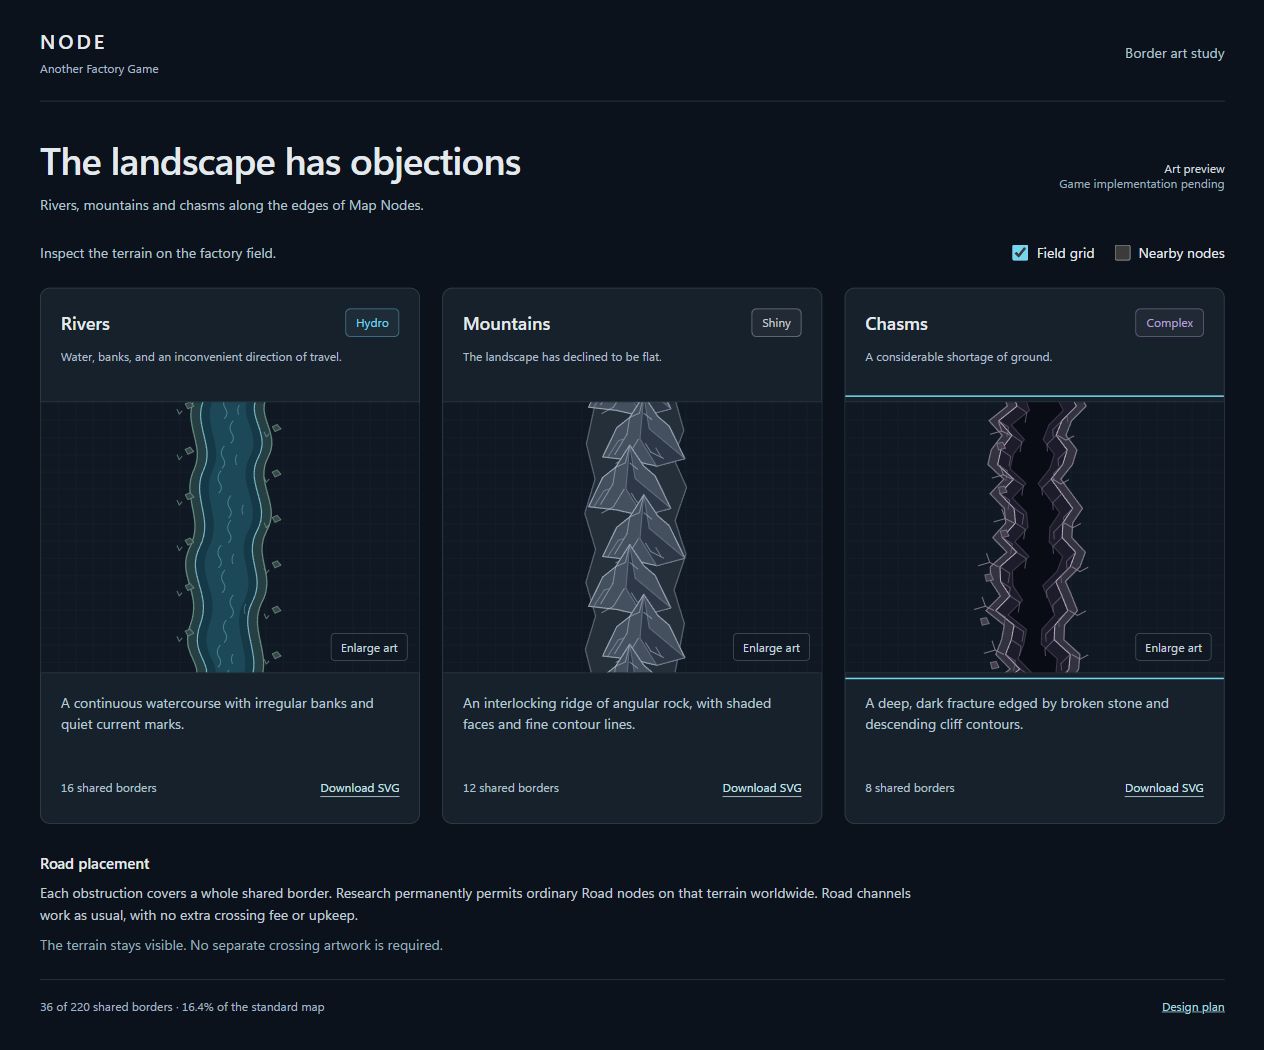 NODE
Another Factory Game
Border art study
The landscape has objections
Rivers, mountains and chasms along the edges of Map Nodes.
Art preview
Game implementation pending
Inspect the terrain on the factory field.
Field grid
Nearby nodes
Rivers
Hydro
Water, banks, and an inconvenient direction of travel.
Enlarge art
A continuous watercourse with irregular banks and
quiet current marks.
16 shared borders
Download SVG
Mountains
Shiny
The landscape has declined to be flat.
Enlarge art
An interlocking ridge of angular rock, with shaded
faces and fine contour lines.
12 shared borders
Download SVG
Chasms
Complex
A considerable shortage of ground.
Enlarge art
A deep, dark fracture edged by broken stone and
descending cliff contours.
8 shared borders
Download SVG
Road placement
Each obstruction covers a whole shared border. Research permanently permits ordinary Road nodes on that terrain worldwide. Road channels
work as usual, with no extra crossing fee or upkeep.
The terrain stays visible. No separate crossing artwork is required.
36 of 220 shared borders · 16.4% of the standard map
Design plan